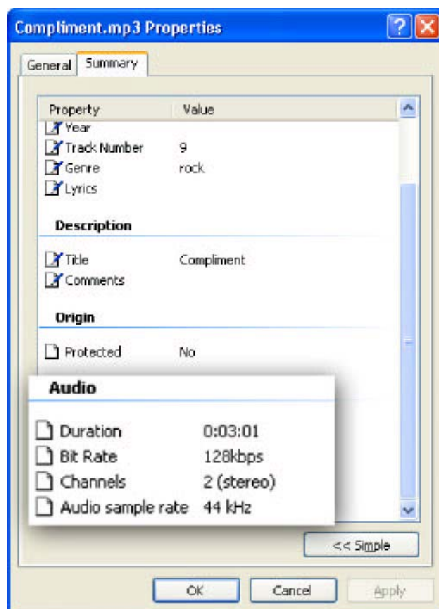 Compliment.mp3 Properties
General Summary
Property Value
Year
Track Number 9
Genre rock
Lyrics
Description
Title Compliment
Comments
Origin
Protected No
Audio
Duration 0:03:01
Bit Rate 128kbps
Channels 2 (stereo)
Audio sample rate 44 kHz
<< Simple
OK Cancel Apply